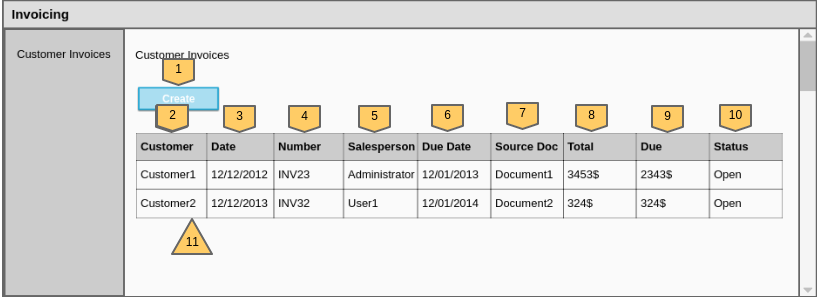 Invoicing
Customer Invoices
Customer Invoices
1
Create
2 3 4 5 6 7 8 9 10
Customer Date Number Salesperson Due Date Source Doc Total Due Status
Customer1 12/12/2012 INV23 Administrator 12/01/2013 Document1 3453$ 2343$ Open
Customer2 12/12/2013 INV32 User1 12/01/2014 Document2 324$ 324$ Open
11